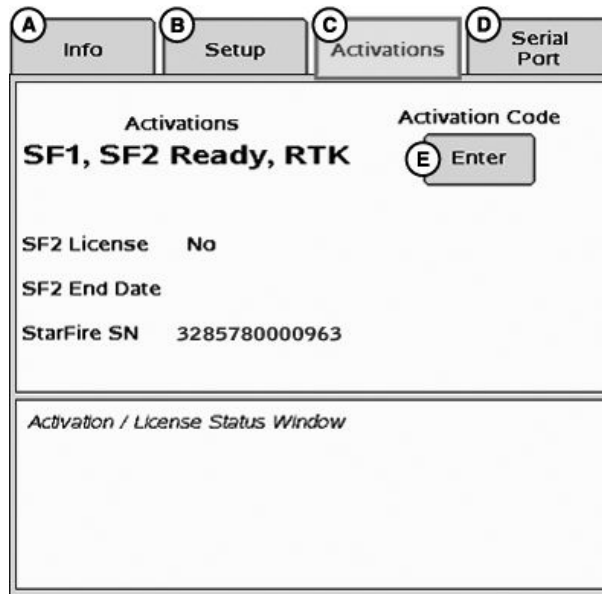 A
Info
B
Setup
C
Activations
D
Serial
Port
Activations
SF1, SF2 Ready, RTK
Activation Code
E
Enter
SF2 License No
SF2 End Date
StarFire SN 3285780000963
Activation / License Status Window